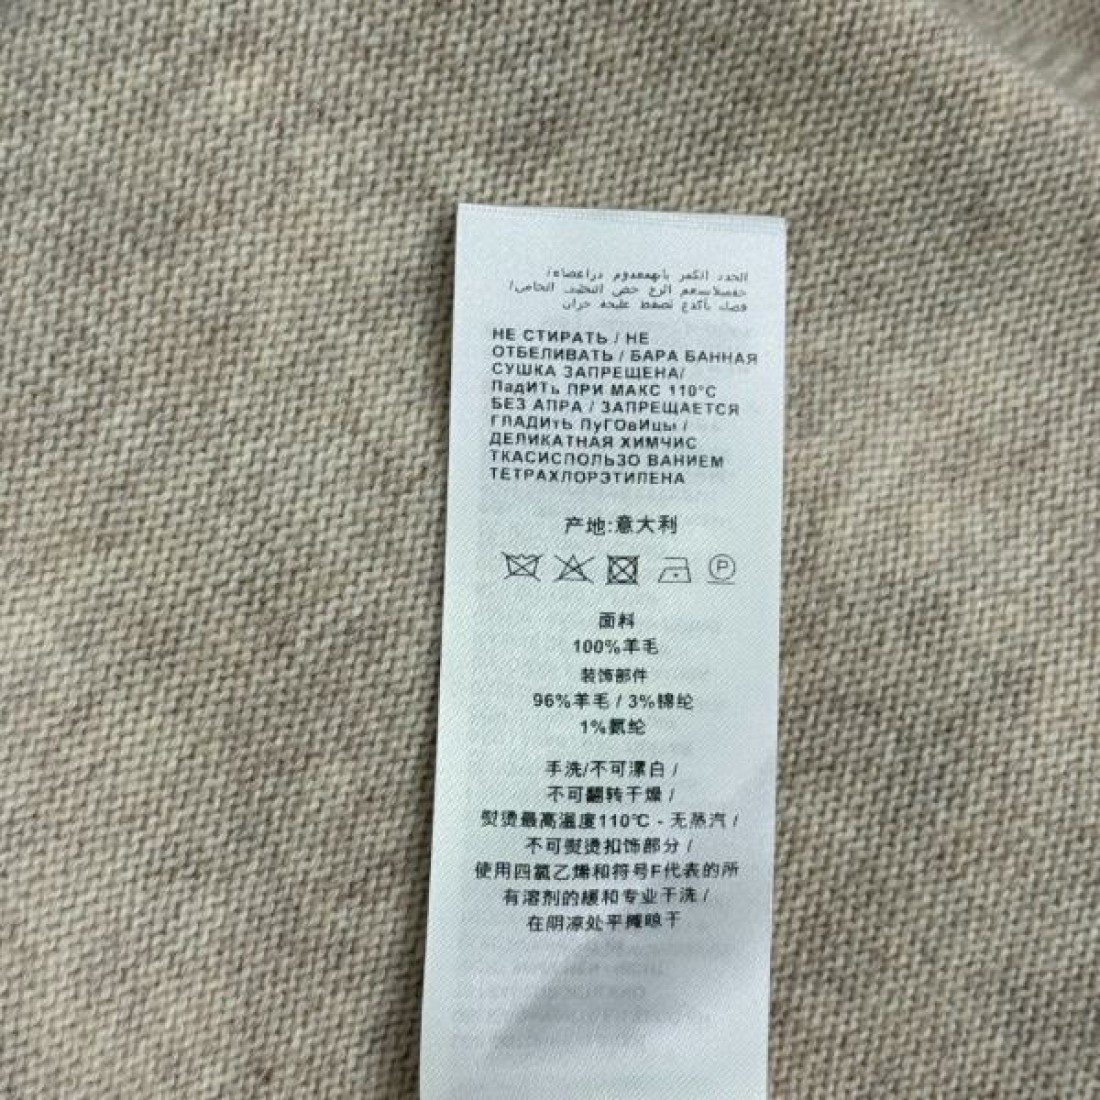 НЕ СТИРАТЬ / НЕ
ОТБЕЛИВАТЬ / БАРА БАННАЯ
СУШКА ЗАПРЕЩЕНА/
ПадИТЬ ПРИ МАКС 110°C
БЕЗ АПРА / ЗАПРЕЩАЕТСЯ
ГЛАДИтЬ ПуГОвИцы /
ДЕЛИКАТНАЯ ХИМЧИС
ТКАСИСПОЛЬЗО ВАНИЕМ
ТЕТРАХЛОРЭТИЛЕНА
产地:意大利
P
面料
100%羊毛
装饰部件
96%羊毛 / 3%锦纶
1%氨纶
手洗/不可漂白 /
不可翻转干燥 /
熨烫最高温度110℃ - 无蒸汽 /
不可熨烫扣饰部分 /
使用四氯乙烯和符号F代表的所
有溶剂的缓和专业干洗 /
在阴凉处平摊晾干